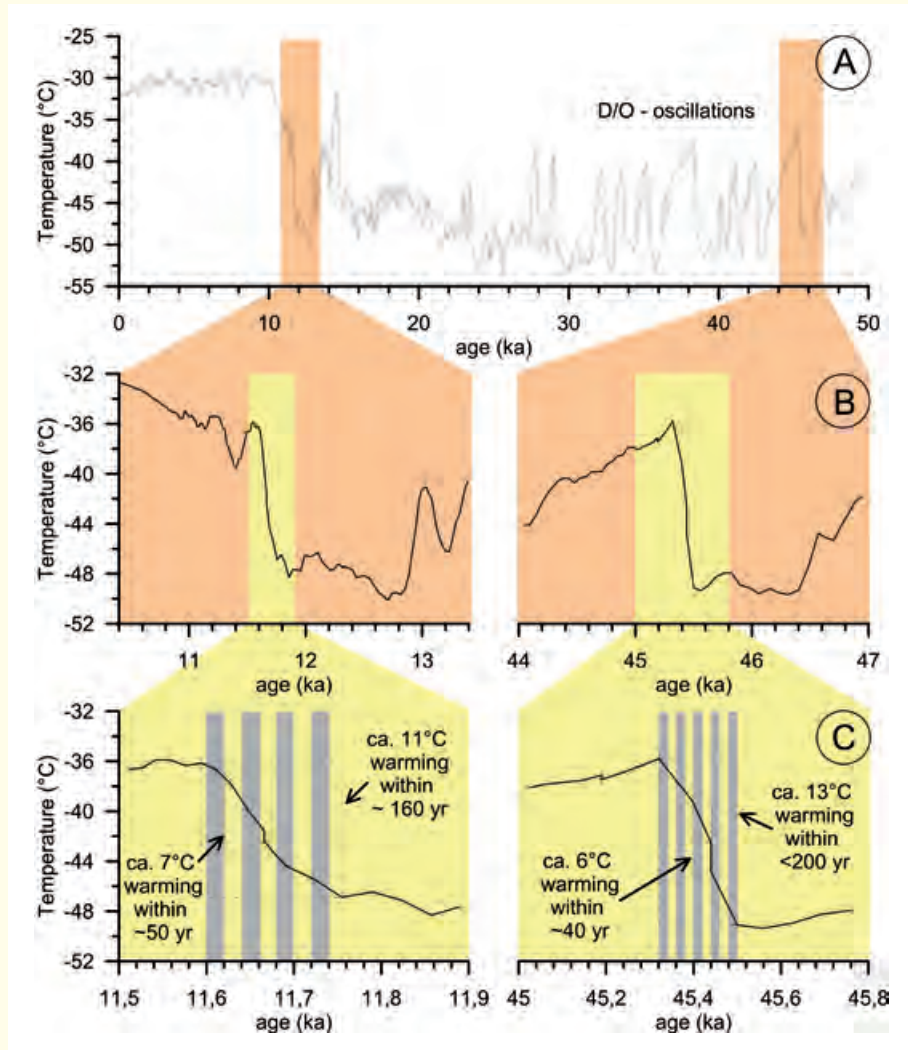 A
-25
-30
-35
-40
-45
-50
-55
Temperature (°C)
D/O - oscillations
0 10 20 30 40 50
age (ka)
B
-32
-36
-40
-44
-48
-52
Temperature (°C)
11 12 13
age (ka)
44 45 46 47
age (ka)
C
-32
-36
-40
-44
-48
-52
Temperature (°C)
ca. 11°C
warming
within
~ 160 yr
ca. 7°C
warming
within
~50 yr
11,5 11,6 11,7 11,8 11,9
age (ka)
ca. 13°C
warming
within
<200 yr
ca. 6°C
warming
within
~40 yr
45 45,2 45,4 45,6 45,8
age (ka)